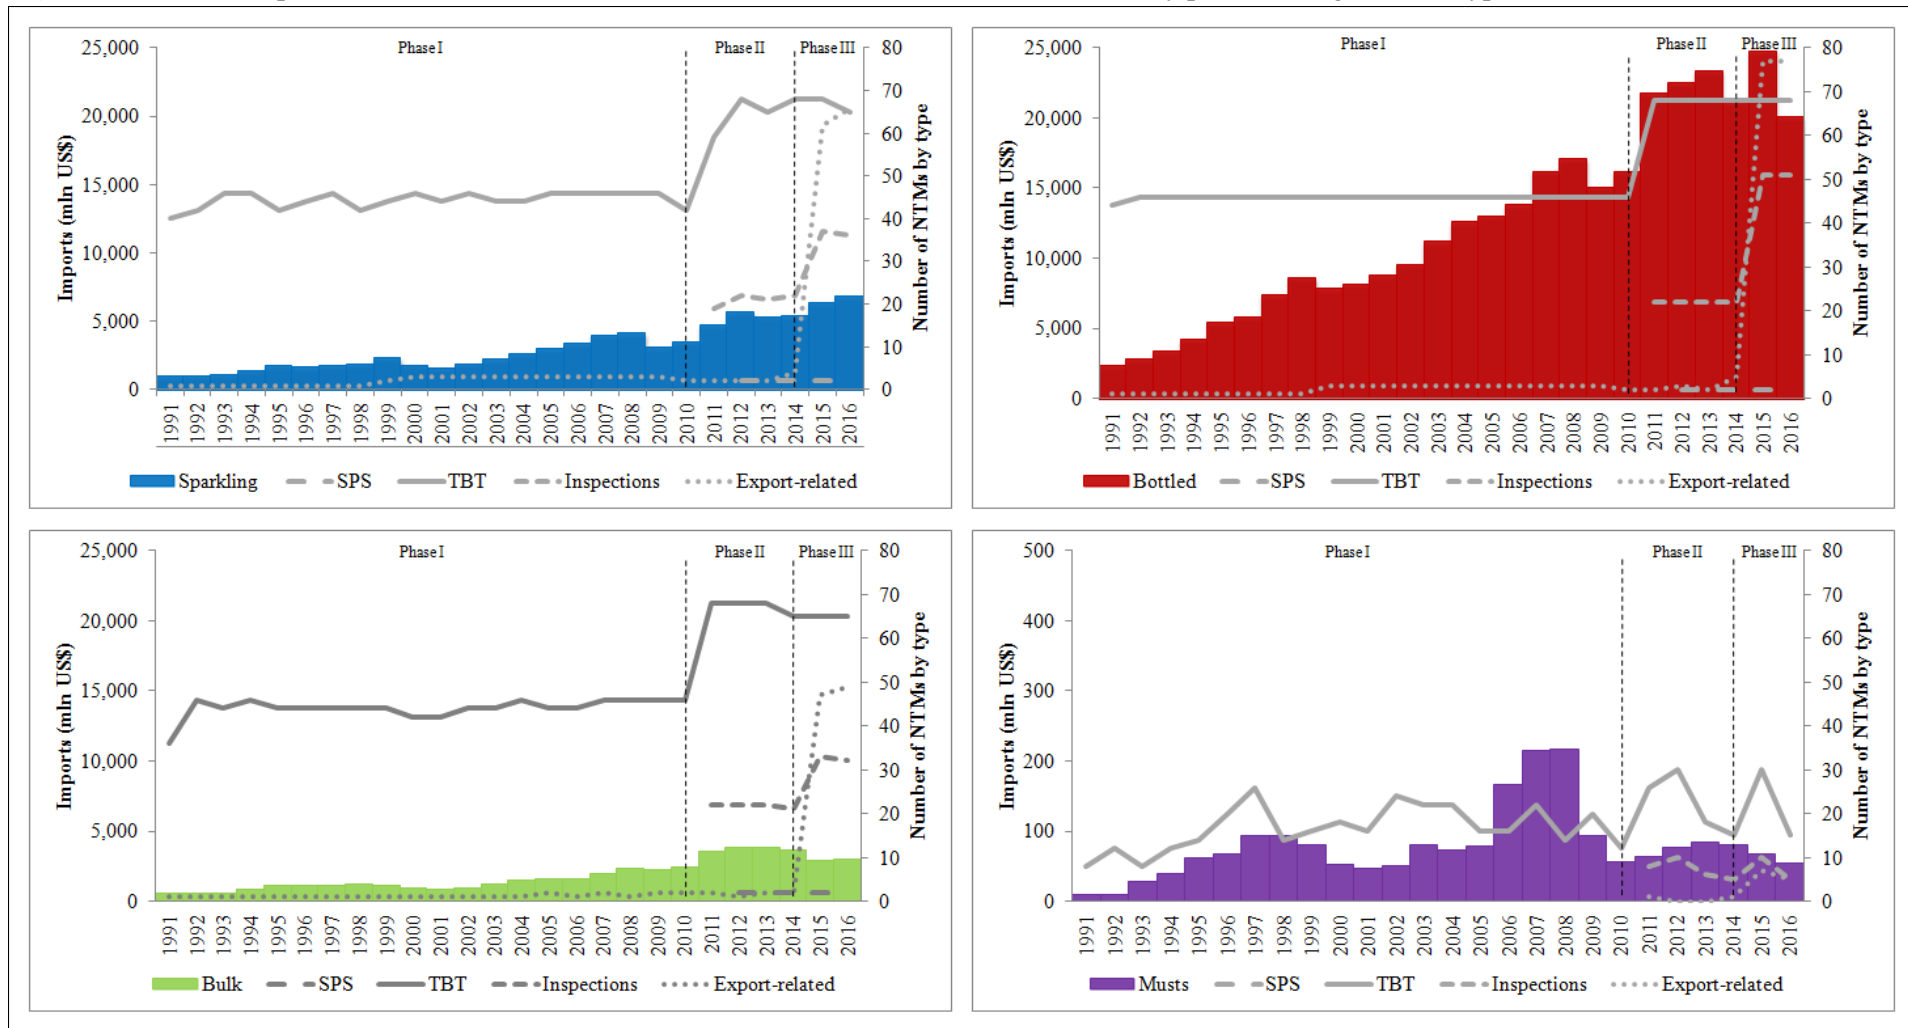 25,000
20,000
15,000
10,000
5,000
0
Imports (mln US$)
Phase I
Phase II
Phase III
80
70
60
50
40
30
20
10
0
Number of NTMs by type
1991 1992 1993 1994 1995 1996 1997 1998 1999 2000 2001 2002 2003 2004 2005 2006 2007 2008 2009 2010 2011 2012 2013 2014 2015 2016
Sparkling SPS TBT Inspections Export-related
25,000
20,000
15,000
10,000
5,000
0
Imports (mln US$)
Phase I
Phase II
Phase III
80
70
60
50
40
30
20
10
0
Number of NTMs by type
1991 1992 1993 1994 1995 1996 1997 1998 1999 2000 2001 2002 2003 2004 2005 2006 2007 2008 2009 2010 2011 2012 2013 2014 2015 2016
Bottled SPS TBT Inspections Export-related
25,000
20,000
15,000
10,000
5,000
0
Imports (mln US$)
Phase I
Phase II
Phase III
80
70
60
50
40
30
20
10
0
Number of NTMs by type
1991 1992 1993 1994 1995 1996 1997 1998 1999 2000 2001 2002 2003 2004 2005 2006 2007 2008 2009 2010 2011 2012 2013 2014 2015 2016
Bulk SPS TBT Inspections Export-related
500
400
300
200
100
0
Imports (mln US$)
Phase I
Phase II
Phase III
80
70
60
50
40
30
20
10
0
Number of NTMs by type
1991 1992 1993 1994 1995 1996 1997 1998 1999 2000 2001 2002 2003 2004 2005 2006 2007 2008 2009 2010 2011 2012 2013 2014 2015 2016
Musts SPS TBT Inspections Export-related